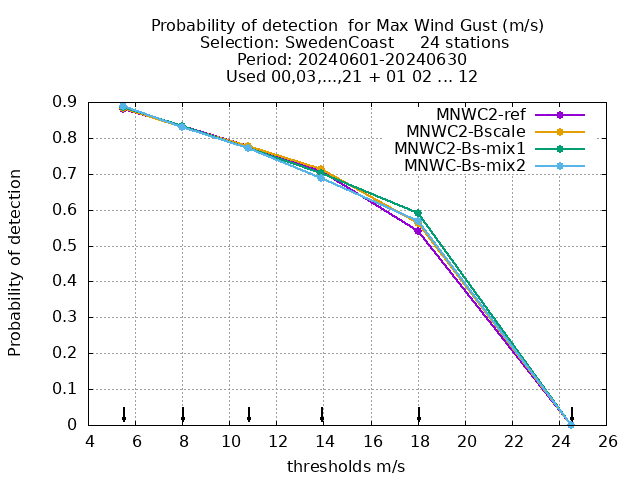 Probability of detection  for Max Wind Gust (m/s)
Selection: SwedenCoast     24 stations
Period: 20240601-20240630
Used 00,03,...,21 + 01 02 ... 12
MNWC2-ref
MNWC2-Bscale
MNWC2-Bs-mix1
MNWC-Bs-mix2
Probability of detection
0.9
0.8
0.7
0.6
0.5
0.4
0.3
0.2
0.1
0
4 6 8 10 12 14 16 18 20 22 24 26
thresholds m/s